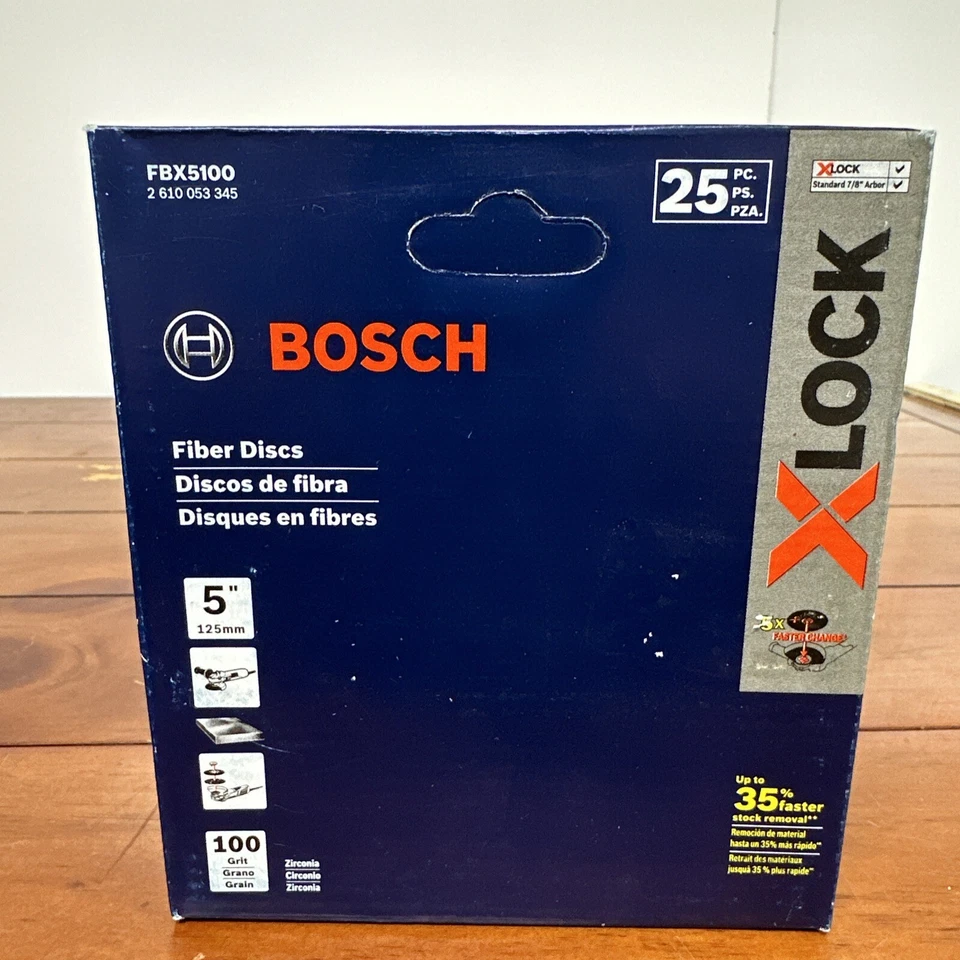 FBX5100
2 610 053 345
25 PC.
PS.
PZA.
XLOCK
Standard 7/8" Arbor
XLOCK
BOSCH
Fiber Discs
Discos de fibra
Disques en fibres
5"
125mm
5X
FASTER CHANGE*
Up to
35% faster
stock removal**
Remoción de material
hasta un 35% más rápido**
Retrait des matériaux
jusquà 35 % plus rapide**
100
Grit
Grano
Grain
Zirconia
Circonio
Zirconia